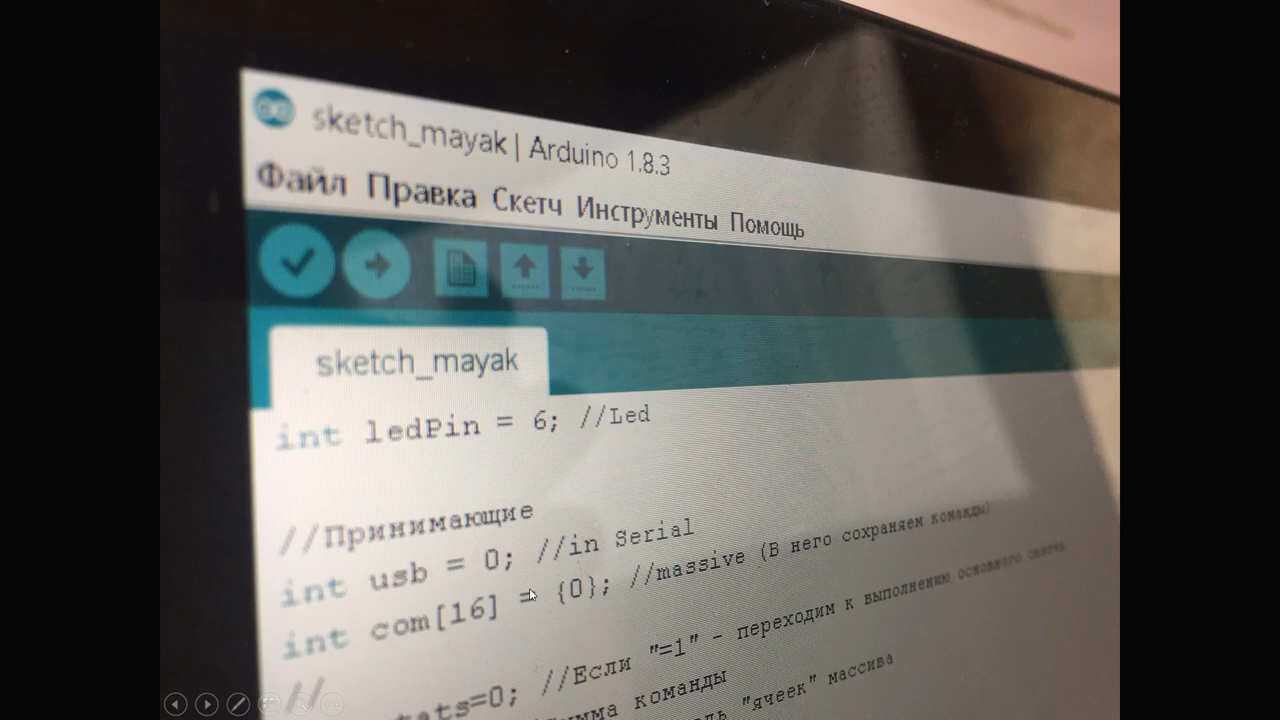 sketch_mayak | Arduino 1.8.3
Файл Правка Скетч Инструменты Помощь
sketch_mayak
int ledPin = 6; //Led
//Принимающие
int usb = 0; //in Serial
int com[16] = {0}; //massive (В него сохраняем команды)
//
=0; //Если "=1" - переходим к выполнению основного скетча
команды
"ячеек" массива